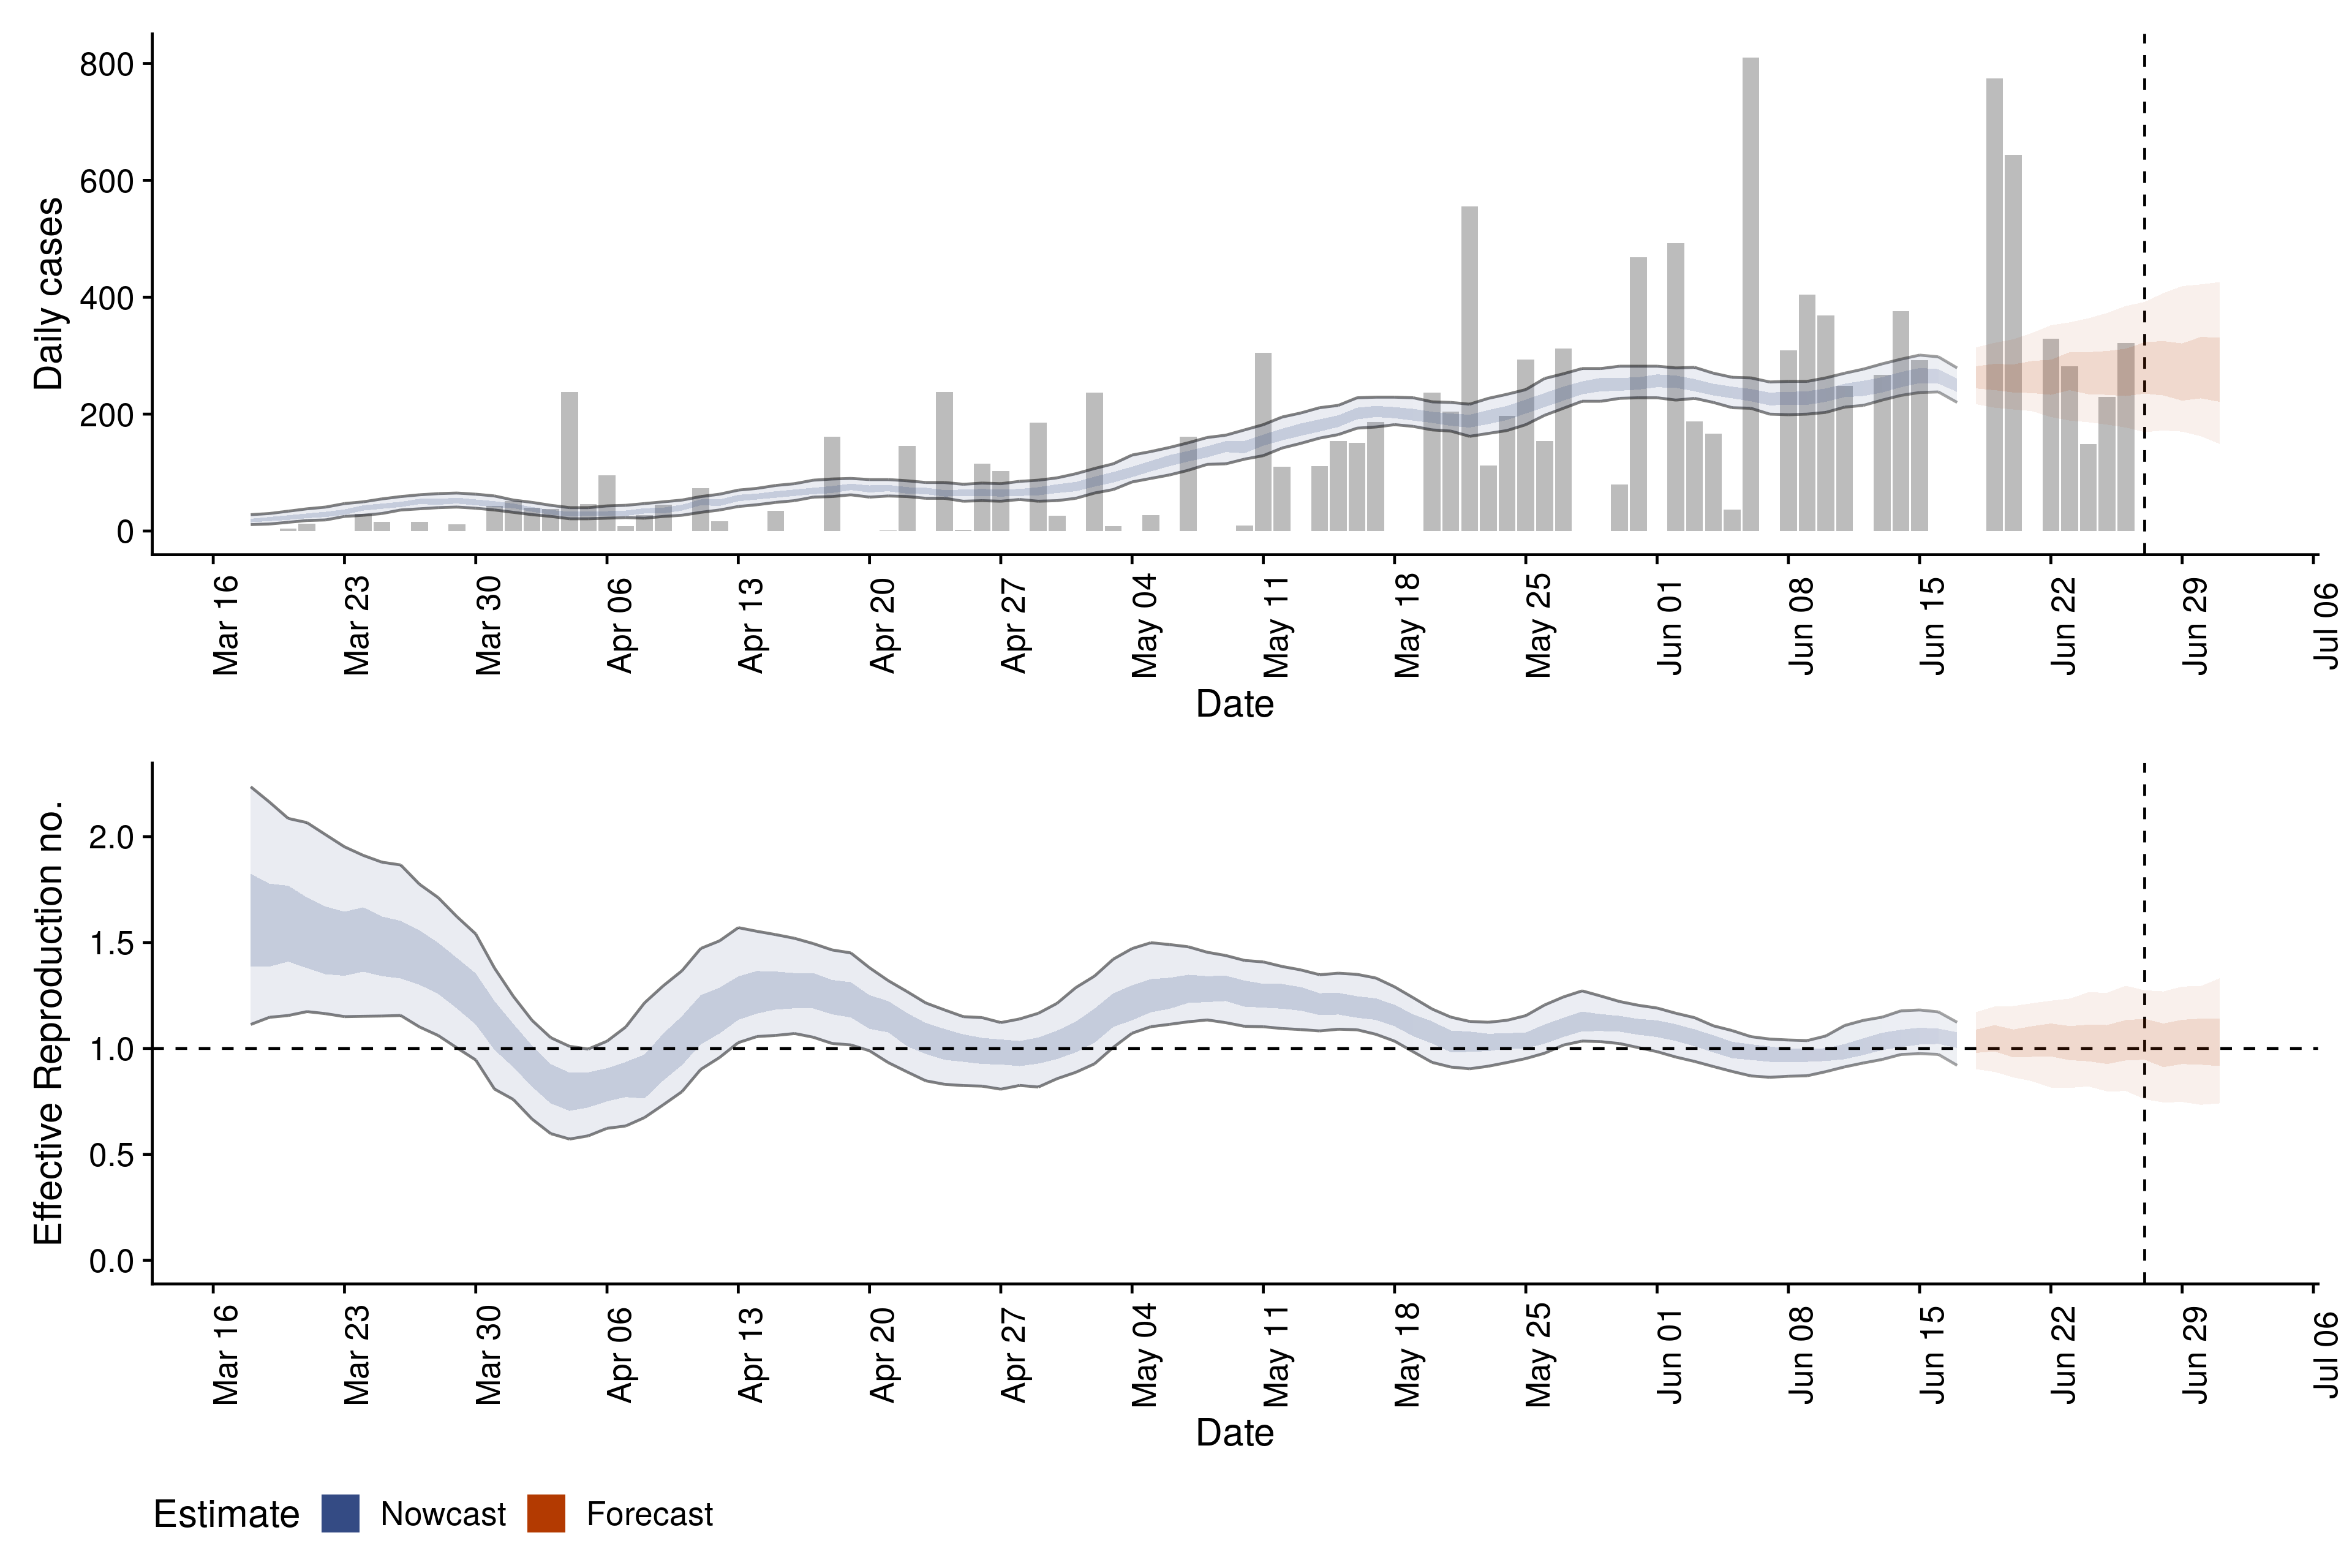 800
600
400
200
0
Daily cases
Mar 16
Mar 23
Mar 30
Apr 06
Apr 13
Apr 20
Apr 27
May 04
May 11
May 18
May 25
Jun 01
Jun 08
Jun 15
Jun 22
Jun 29
Jul 06
Date
2.0
1.5
1.0
0.5
0.0
Effective Reproduction no.
Mar 16
Mar 23
Mar 30
Apr 06
Apr 13
Apr 20
Apr 27
May 04
May 11
May 18
May 25
Jun 01
Jun 08
Jun 15
Jun 22
Jun 29
Jul 06
Date
Estimate Nowcast Forecast